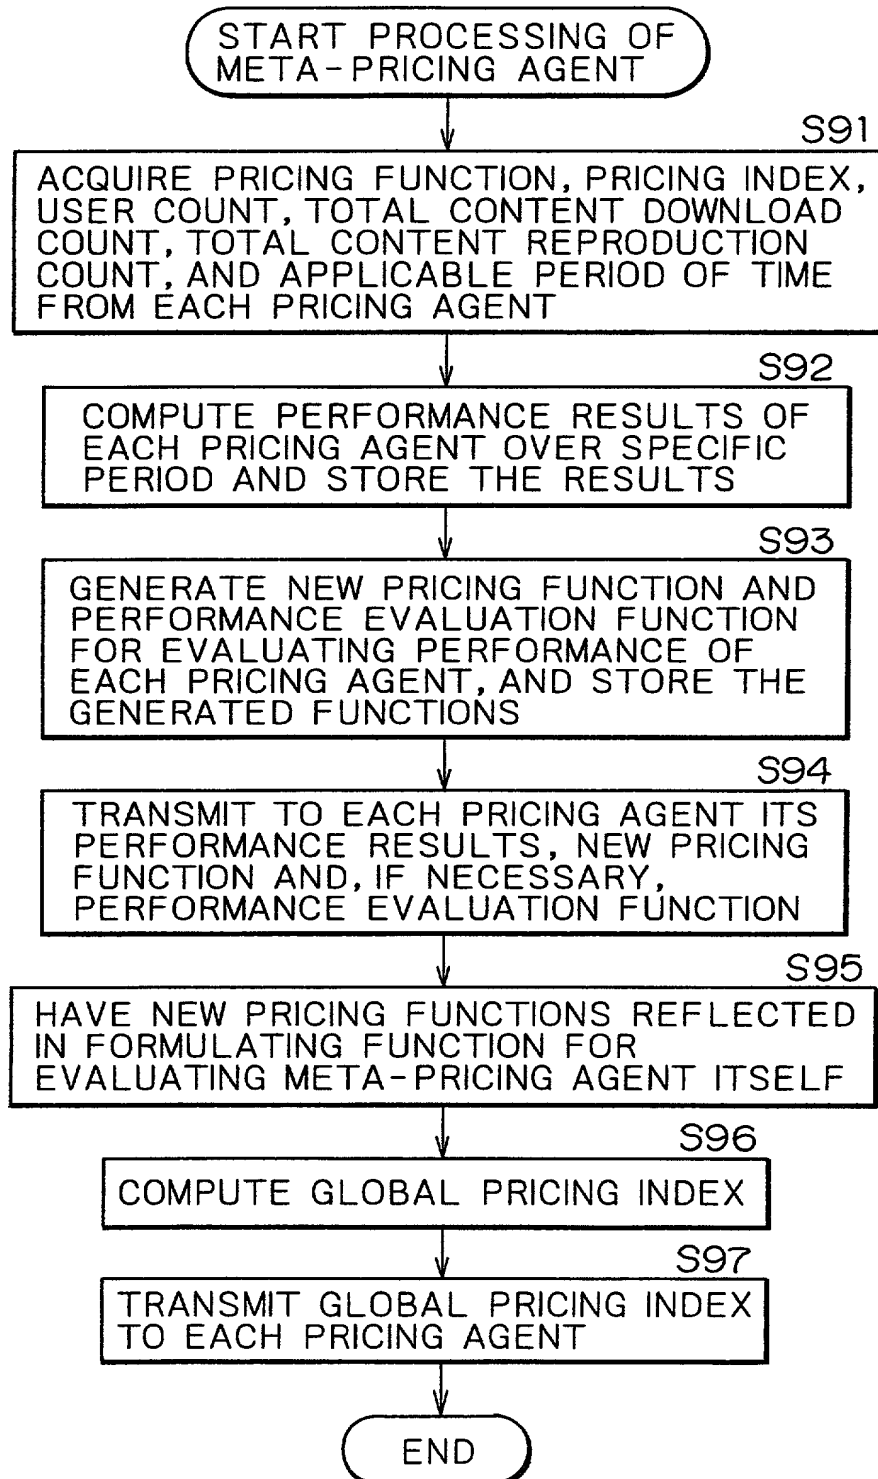 START PROCESSING OF
META-PRICING AGENT
S91
ACQUIRE PRICING FUNCTION, PRICING INDEX,
USER COUNT, TOTAL CONTENT DOWNLOAD
COUNT, TOTAL CONTENT REPRODUCTION
COUNT, AND APPLICABLE PERIOD OF TIME
FROM EACH PRICING AGENT
S92
COMPUTE PERFORMANCE RESULTS OF
EACH PRICING AGENT OVER SPECIFIC
PERIOD AND STORE THE RESULTS
S93
GENERATE NEW PRICING FUNCTION AND
PERFORMANCE EVALUATION FUNCTION
FOR EVALUATING PERFORMANCE OF
EACH PRICING AGENT, AND STORE THE
GENERATED FUNCTIONS
S94
TRANSMIT TO EACH PRICING AGENT ITS
PERFORMANCE RESULTS, NEW PRICING
FUNCTION AND, IF NECESSARY,
PERFORMANCE EVALUATION FUNCTION
S95
HAVE NEW PRICING FUNCTIONS REFLECTED
IN FORMULATING FUNCTION FOR
EVALUATING META-PRICING AGENT ITSELF
S96
COMPUTE GLOBAL PRICING INDEX
S97
TRANSMIT GLOBAL PRICING INDEX
TO EACH PRICING AGENT
END